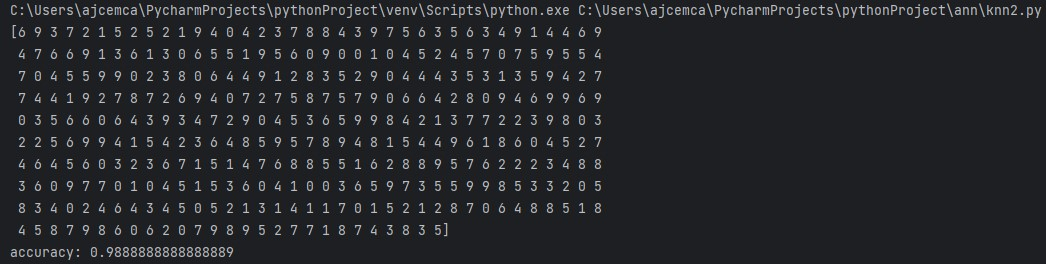 C:\Users\ajcemca\PycharmProjects\pythonProject\venv\Scripts\python.exe C:\Users\ajcemca\PycharmProjects\pythonProject\ann\knn2.py
[6 9 3 7 2 1 5 2 5 2 1 9 4 0 4 2 3 7 8 8 4 3 9 7 5 6 3 5 6 3 4 9 1 4 4 6 9
4 7 6 6 9 1 3 6 1 3 0 6 5 5 1 9 5 6 0 9 0 0 1 0 4 5 2 4 5 7 0 7 5 9 5 5 4
7 0 4 5 5 9 9 0 2 3 8 0 6 4 4 9 1 2 8 3 5 2 9 0 4 4 4 3 5 3 1 3 5 9 4 2 7
7 4 4 1 9 2 7 8 7 2 6 9 4 0 7 2 7 5 8 7 5 7 9 0 6 6 4 2 8 0 9 4 6 9 9 6 9
0 3 5 6 6 0 6 4 3 9 3 4 7 2 9 0 4 5 3 6 5 9 9 8 4 2 1 3 7 7 2 2 3 9 8 0 3
2 2 5 6 9 9 4 1 5 4 2 3 6 4 8 5 9 5 7 8 9 4 8 1 5 4 4 9 6 1 8 6 0 4 5 2 7
4 6 4 5 6 0 3 2 3 6 7 1 5 1 4 7 6 8 8 5 5 1 6 2 8 8 9 5 7 6 2 2 2 3 4 8 8
3 6 0 9 7 7 0 1 0 4 5 1 5 3 6 0 4 1 0 0 3 6 5 9 7 3 5 5 9 9 8 5 3 3 2 0 5
8 3 4 0 2 4 6 4 3 4 5 0 5 2 1 3 1 4 1 1 7 0 1 5 2 1 2 8 7 0 6 4 8 8 5 1 8
4 5 8 7 9 8 6 0 6 2 0 7 9 8 9 5 2 7 7 1 8 7 4 3 8 3 5]
accuracy: 0.9888888888888889